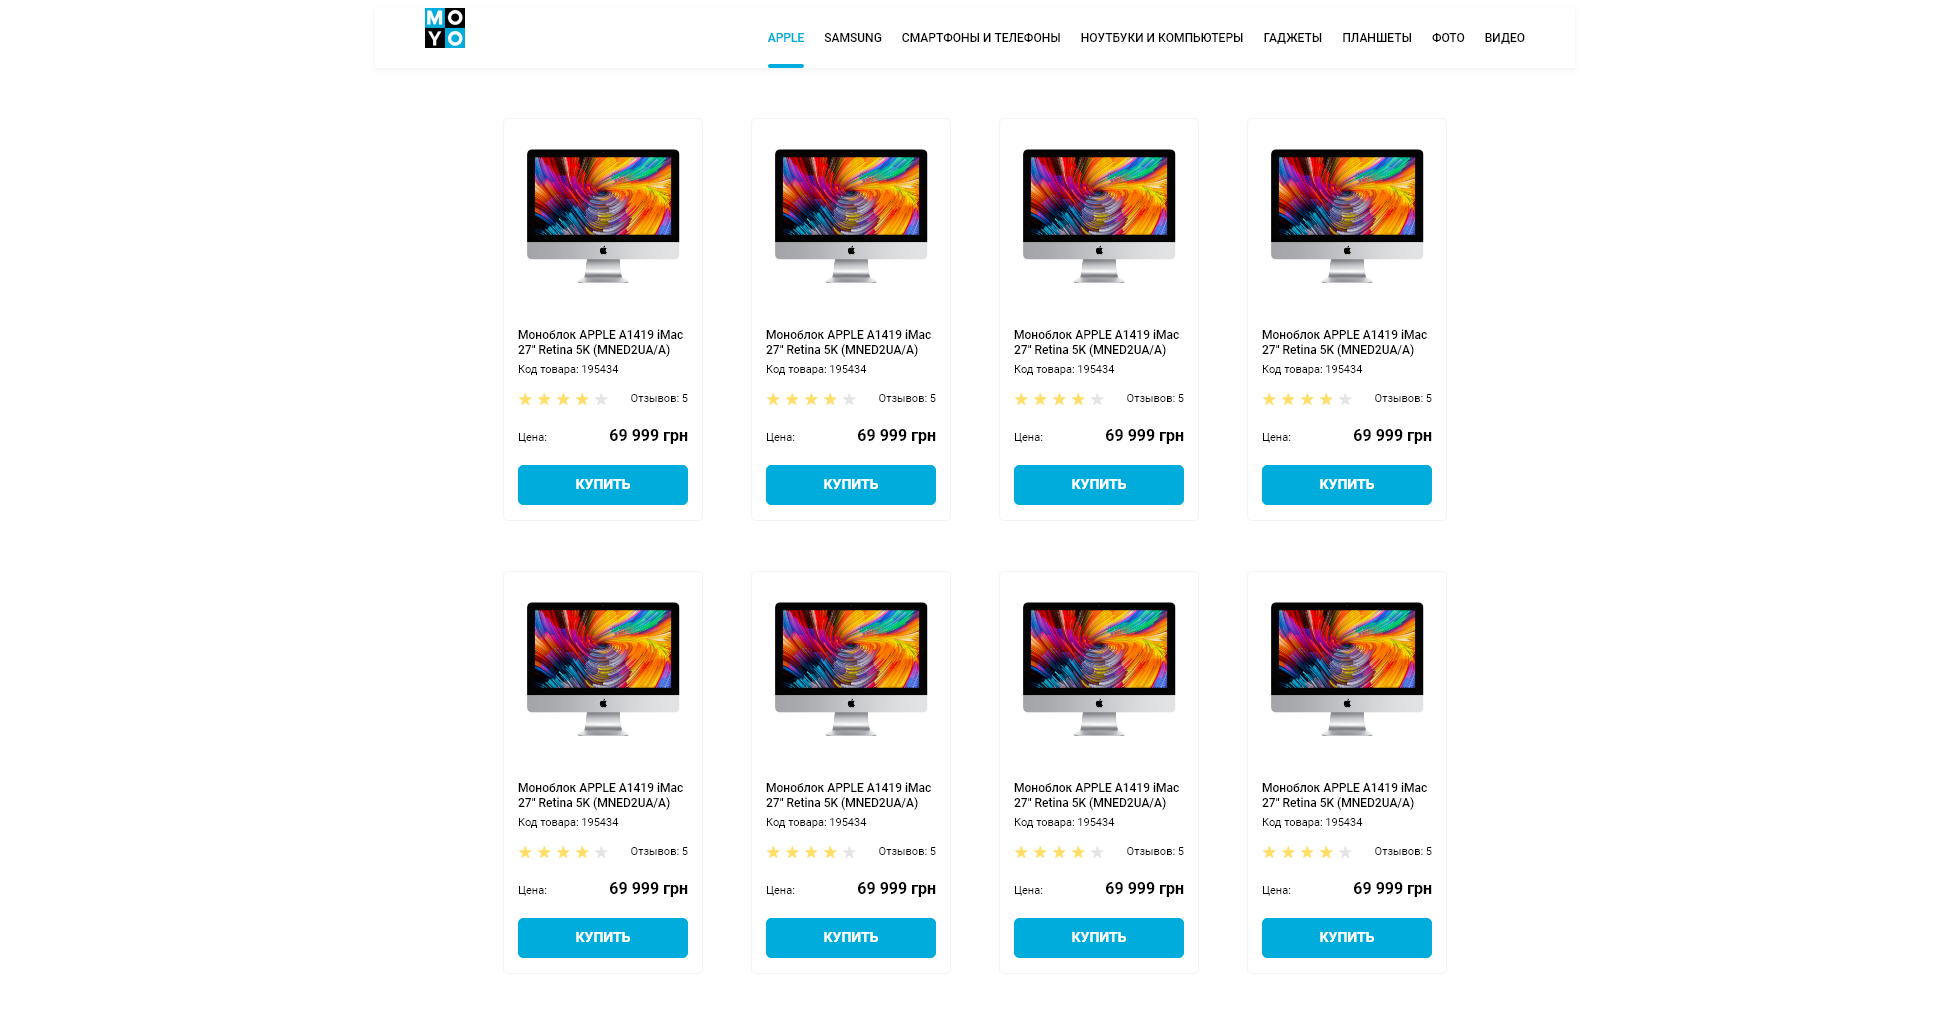 MO
YO
APPLE SAMSUNG СМАРТФОНЫ И ТЕЛЕФОНЫ НОУТБУКИ И КОМПЬЮТЕРЫ ГАДЖЕТЫ ПЛАНШЕТЫ ФОТО ВИДЕО
Моноблок APPLE A1419 iMac
27" Retina 5K (MNED2UA/A)
Код товара: 195434
Отзывов: 5
Цена: 69 999 грн
КУПИТЬ
Моноблок APPLE A1419 iMac
27" Retina 5K (MNED2UA/A)
Код товара: 195434
Отзывов: 5
Цена: 69 999 грн
КУПИТЬ
Моноблок APPLE A1419 iMac
27" Retina 5K (MNED2UA/A)
Код товара: 195434
Отзывов: 5
Цена: 69 999 грн
КУПИТЬ
Моноблок APPLE A1419 iMac
27" Retina 5K (MNED2UA/A)
Код товара: 195434
Отзывов: 5
Цена: 69 999 грн
КУПИТЬ
Моноблок APPLE A1419 iMac
27" Retina 5K (MNED2UA/A)
Код товара: 195434
Отзывов: 5
Цена: 69 999 грн
КУПИТЬ
Моноблок APPLE A1419 iMac
27" Retina 5K (MNED2UA/A)
Код товара: 195434
Отзывов: 5
Цена: 69 999 грн
КУПИТЬ
Моноблок APPLE A1419 iMac
27" Retina 5K (MNED2UA/A)
Код товара: 195434
Отзывов: 5
Цена: 69 999 грн
КУПИТЬ
Моноблок APPLE A1419 iMac
27" Retina 5K (MNED2UA/A)
Код товара: 195434
Отзывов: 5
Цена: 69 999 грн
КУПИТЬ